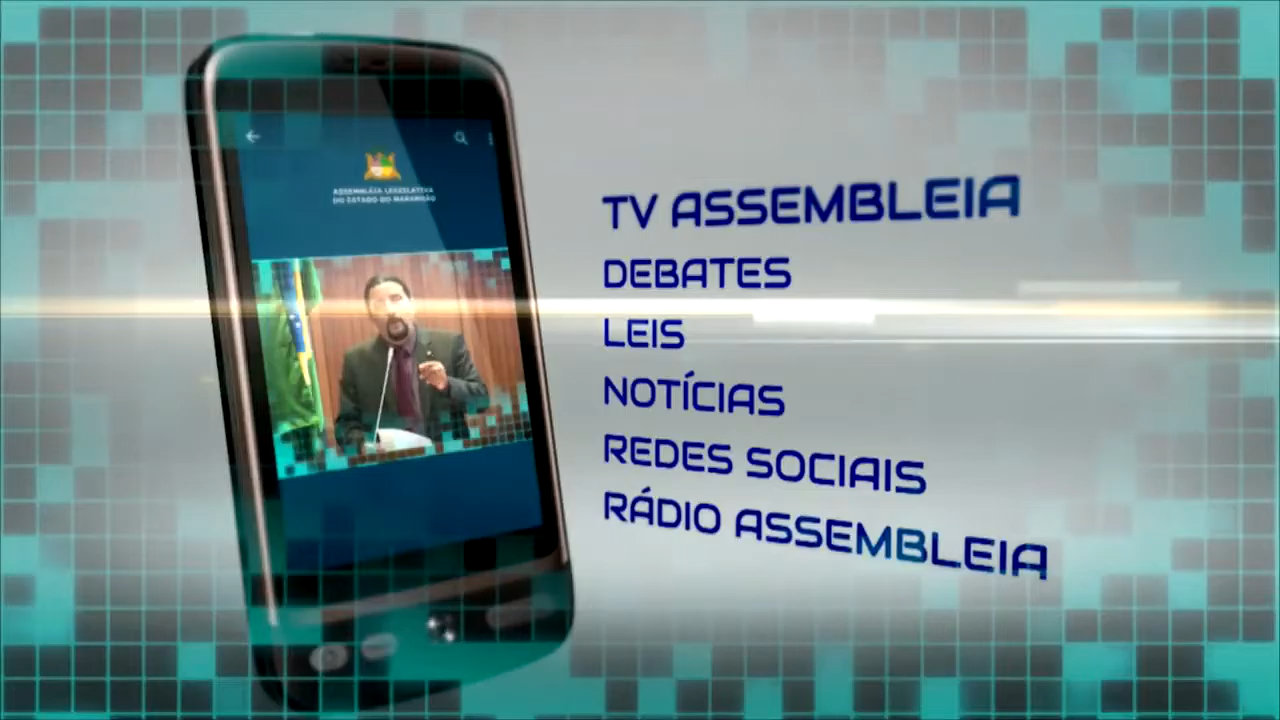 ASSEMBLEIA LEGISLATIVA
DO ESTADO DO MARANHÃO
TV ASSEMBLEIA
DEBATES
LEIS
NOTÍCIAS
REDES SOCIAIS
RÁDIO ASSEMBLEIA